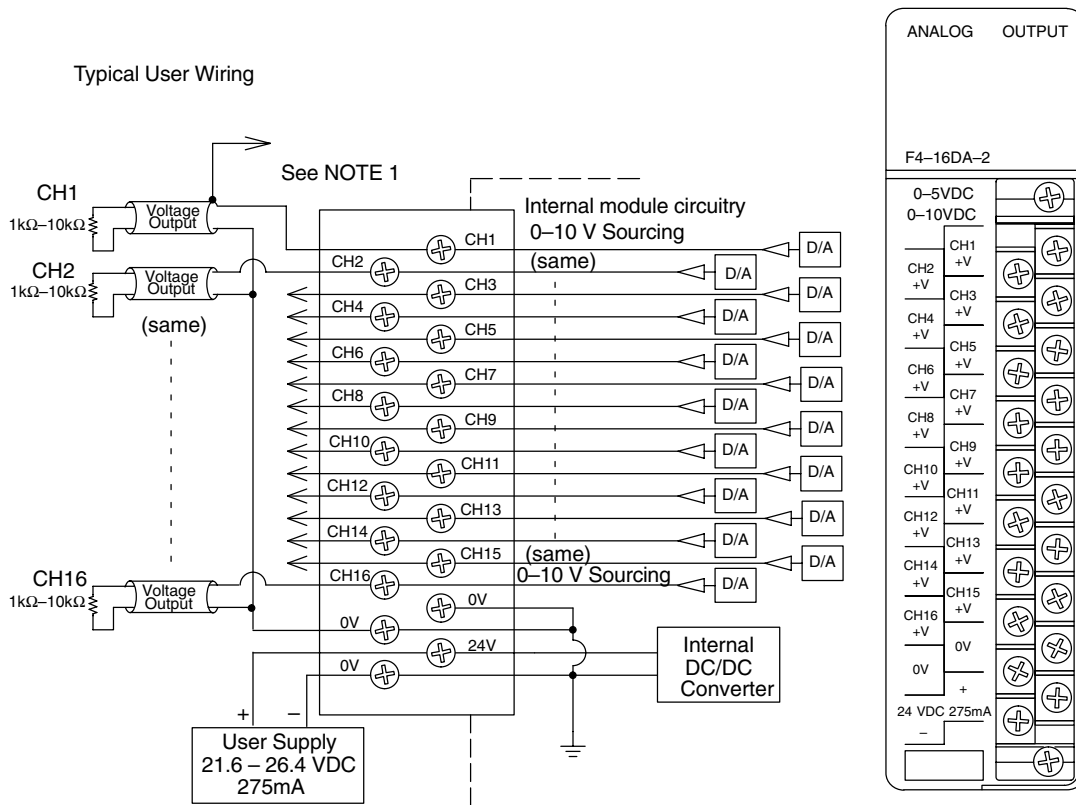 Typical User Wiring
See NOTE 1
CH1
1kΩ–10kΩ
Voltage
Output
CH2
1kΩ–10kΩ
Voltage
Output
(same)
CH16
1kΩ–10kΩ
Voltage
Output
Internal module circuitry
0–10 V Sourcing
(same)
CH1
D/A
CH2
D/A
CH3
D/A
CH4
D/A
CH5
D/A
CH6
D/A
CH7
D/A
CH8
D/A
CH9
D/A
CH10
D/A
CH11
D/A
CH12
D/A
CH13
D/A
CH14
D/A
CH15
D/A
(same)
0–10 V Sourcing
CH16
D/A
0V
0V
24V
0V
Internal
DC/DC
Converter
+
–
User Supply
21.6 – 26.4 VDC
275mA
ANALOG OUTPUT
F4–16DA–2
0–5VDC
0–10VDC
CH1
+V
CH2
+V
CH3
+V
CH4
+V
CH5
+V
CH6
+V
CH7
+V
CH8
+V
CH9
+V
CH10
+V
CH11
+V
CH12
+V
CH13
+V
CH14
+V
CH15
+V
CH16
+V
0V
0V
+
24 VDC 275mA
–